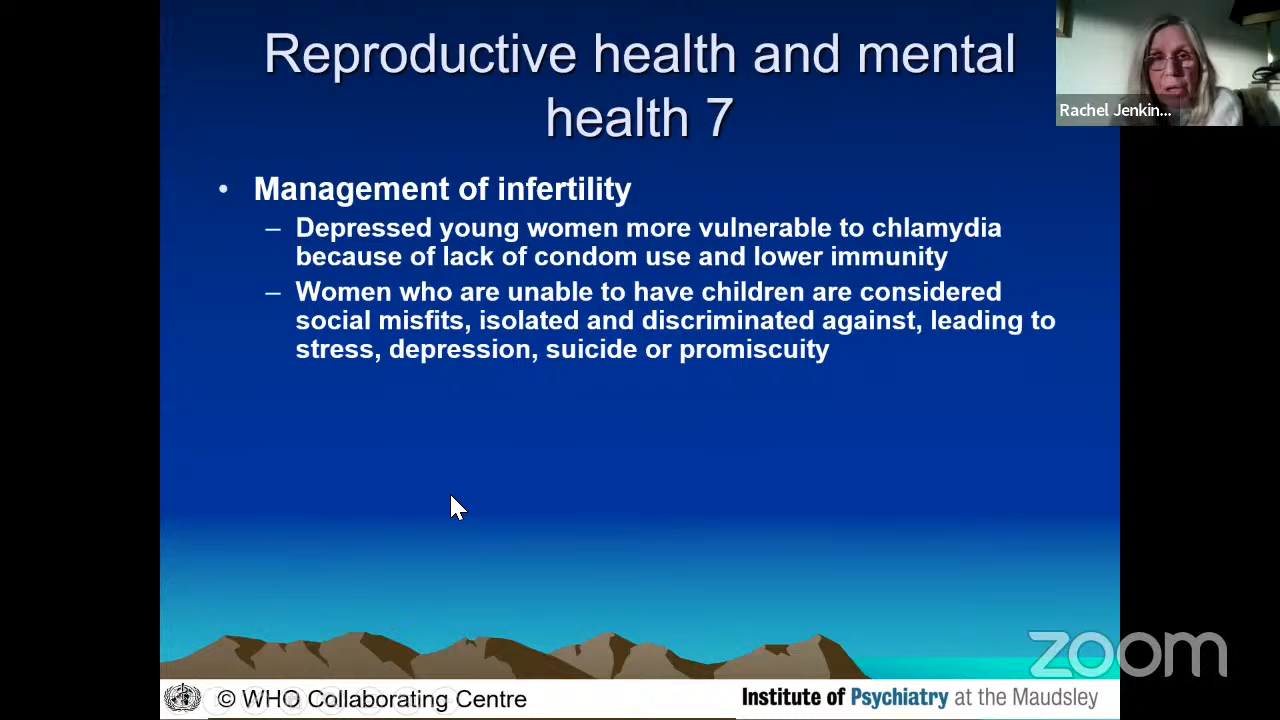 Reproductive health and mental
health 7
Rachel Jenkin...
• Management of infertility
– Depressed young women more vulnerable to chlamydia
because of lack of condom use and lower immunity
– Women who are unable to have children are considered
social misfits, isolated and discriminated against, leading to
stress, depression, suicide or promiscuity
zoom
© WHO Collaborating Centre
Institute of Psychiatry at the Maudsley